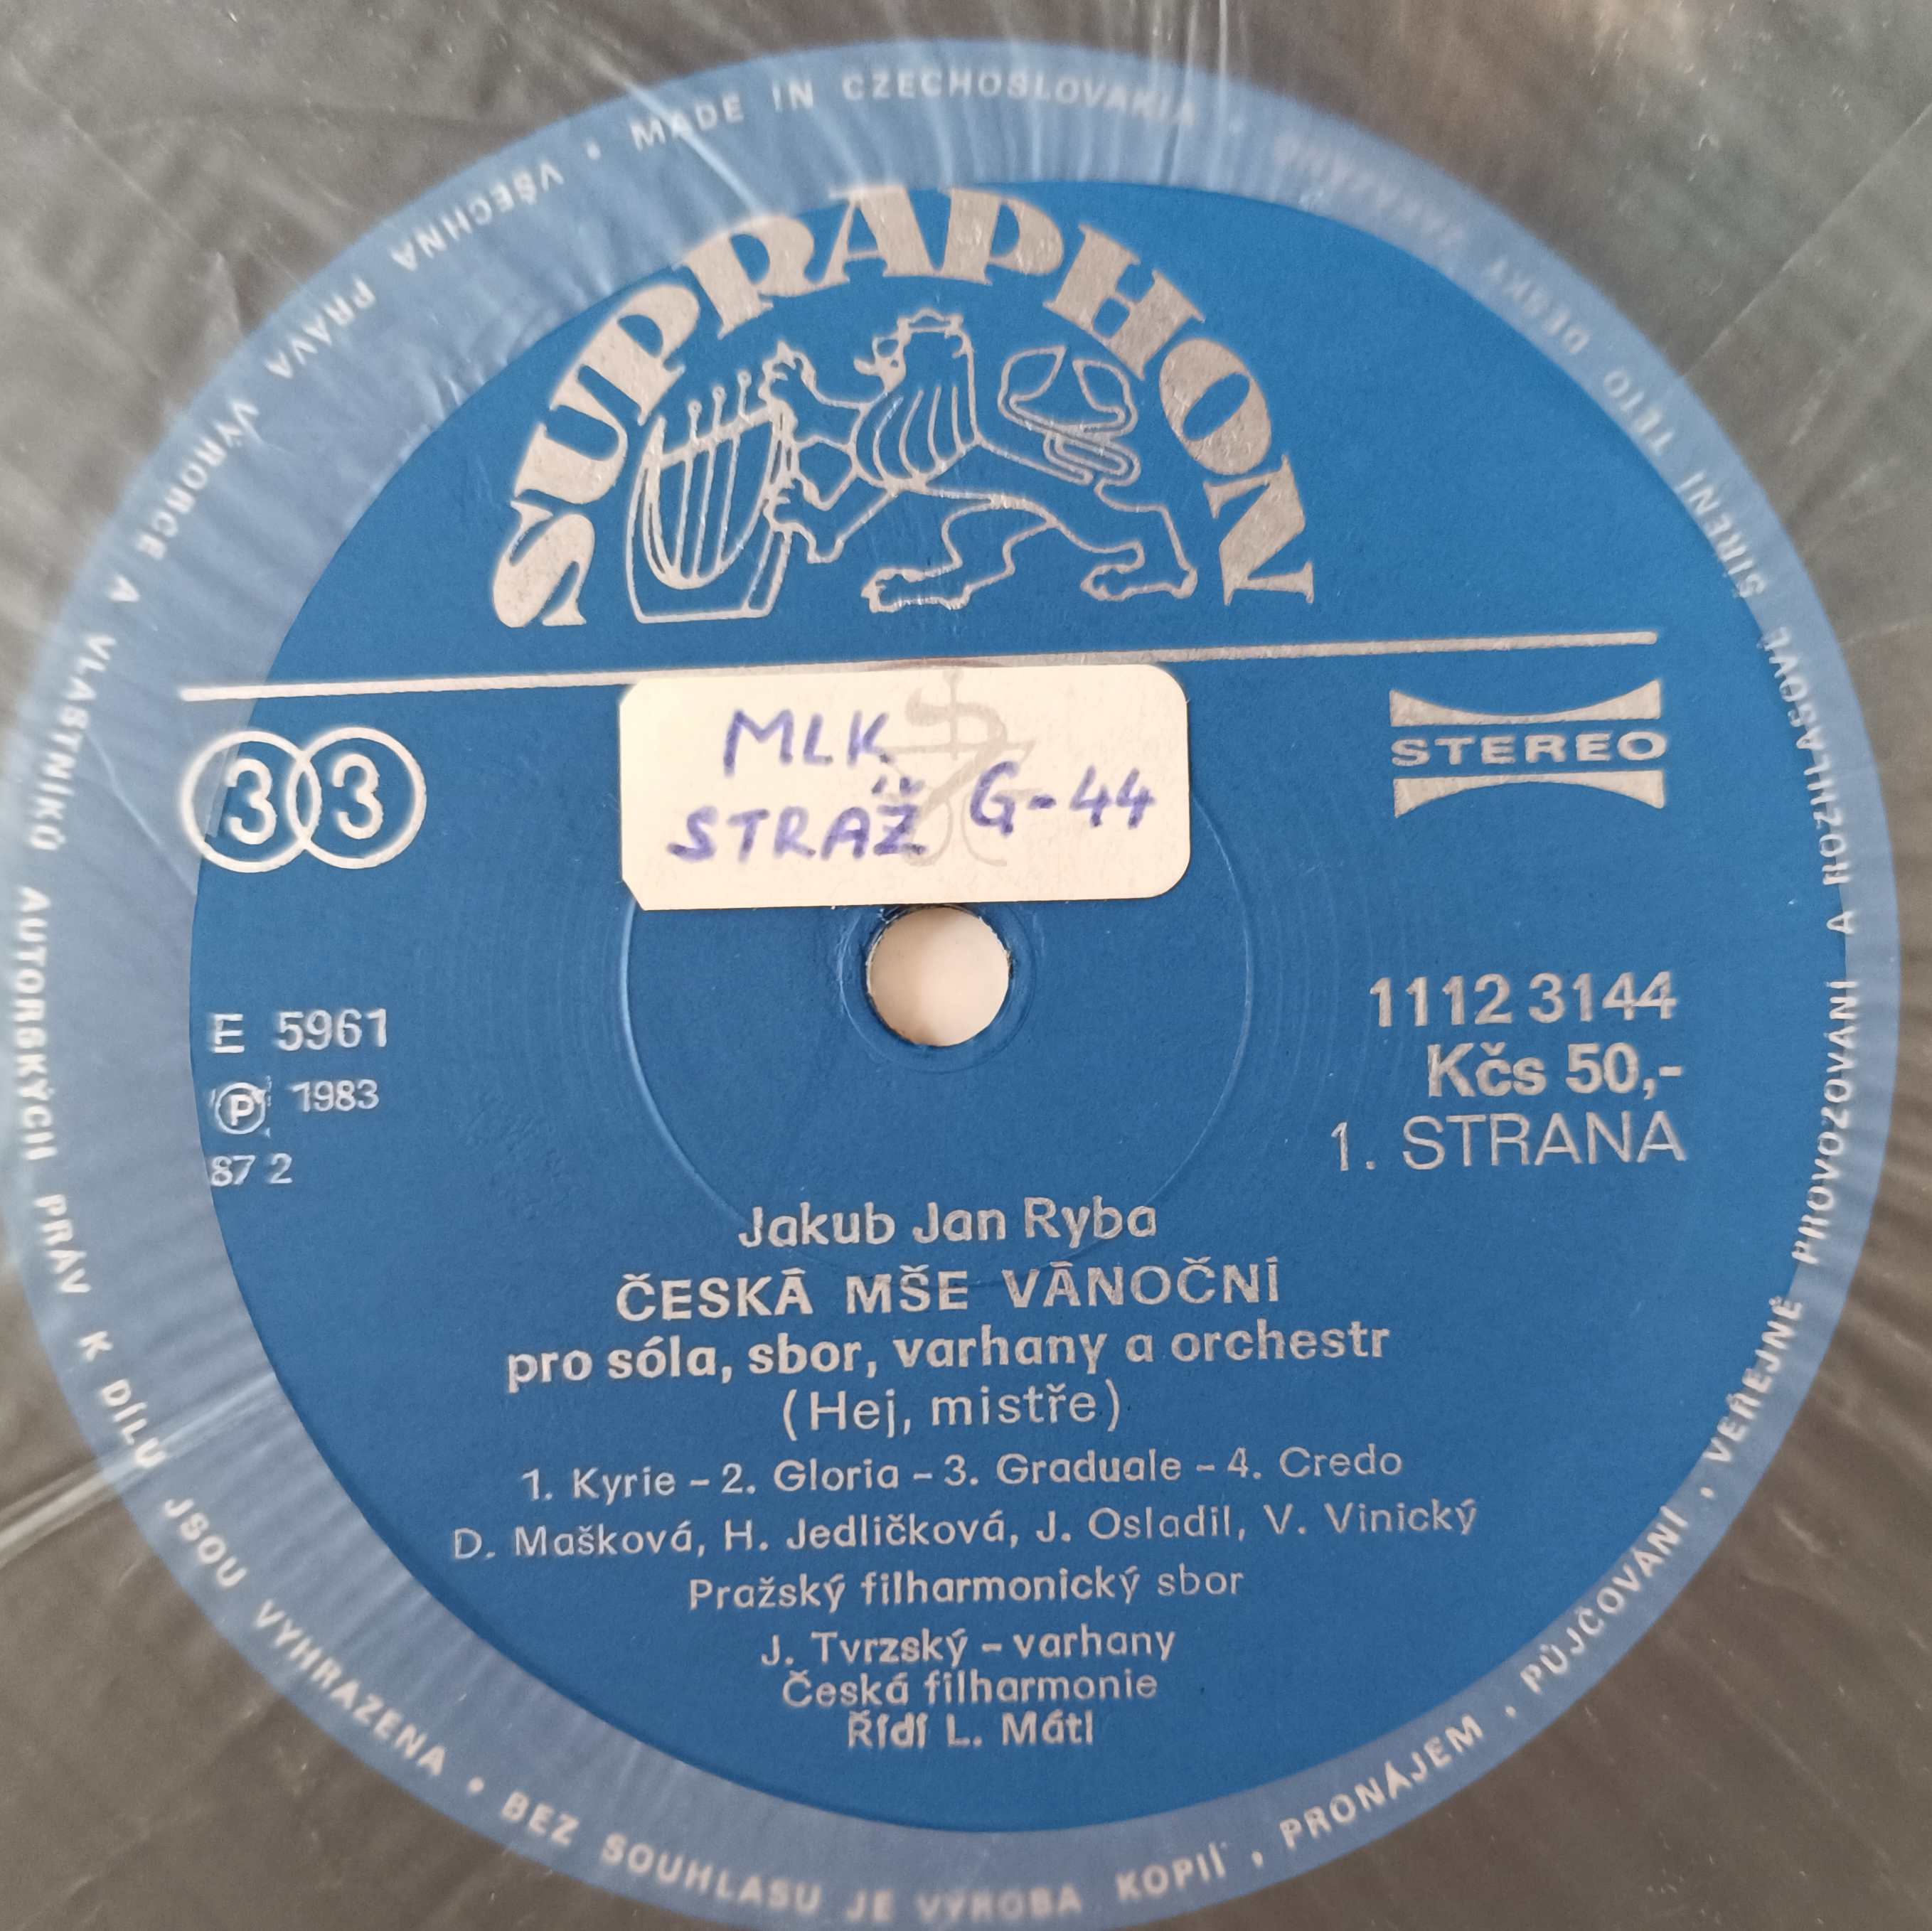 SUPRAPHON
33
MLK
STRÁŽ G-44
STEREO
E 5961
Ⓟ 1983
87 2
1112 3144
Kčs 50,-
1. STRANA
Jakub Jan Ryba
ČESKÁ MŠE VÁNOČNÍ
pro sóla, sbor, varhany a orchestr
(Hej, mistře)
1. Kyrie – 2. Gloria – 3. Graduale – 4. Credo
D. Mašková, H. Jedličková, J. Osladil, V. Vinický
Pražský filharmonický sbor
J. Tvrzský – varhany
Česká filharmonie
Řídí L. Mátl
MADE IN CZECHOSLOVAKIA • VŠECHNA PRÁVA VÝROBCE A VLASTNÍKŮ AUTORSKÝCH PRÁV K DÍLU JSOU VYHRAZENA • BEZ SOUHLASU JE VÝROBA KOPIÍ, PRONÁJEM, PŮJČOVÁNÍ, VEŘEJNÉ PROVOZOVÁNÍ A ROZHLASOVÉ ŠÍŘENÍ TÉTO DESKY ZAKÁZÁNO •